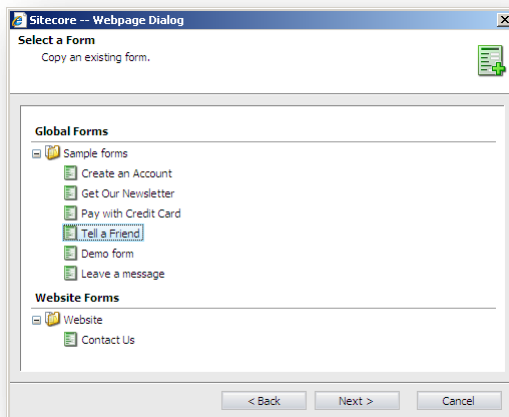 Sitecore -- Webpage Dialog
Select a Form
Copy an existing form.
Global Forms
Sample forms
Create an Account
Get Our Newsletter
Pay with Credit Card
Tell a Friend
Demo form
Leave a message
Website Forms
Website
Contact Us
< Back Next > Cancel